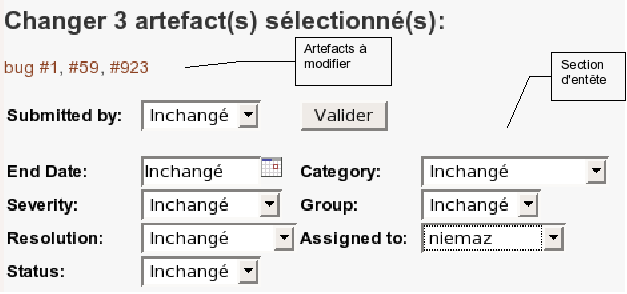 Changer 3 artefact(s) sélectionné(s):
Artefacts à
modifier
bug #1, #59, #923
Section
d'entête
Submitted by: Inchangé Valider
End Date: Inchangé Category: Inchangé
Severity: Inchangé Group: Inchangé
Resolution: Inchangé Assigned to: niemaz
Status: Inchangé